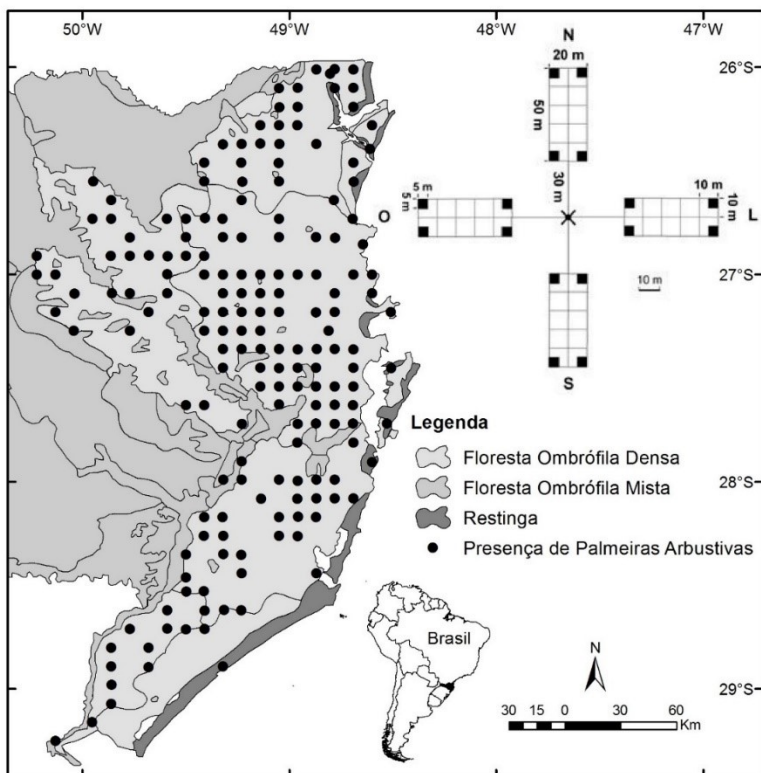 50°W 49°W 48°W 47°W
26°S
27°S
28°S
29°S
N
20 m
50 m
30 m
5 m
5 m
O
10 m
10 m
L
10 m
S
Legenda
Floresta Ombrófila Densa
Floresta Ombrófila Mista
Restinga
Presença de Palmeiras Arbustivas
Brasil
N
30 15 0 30 60
Km